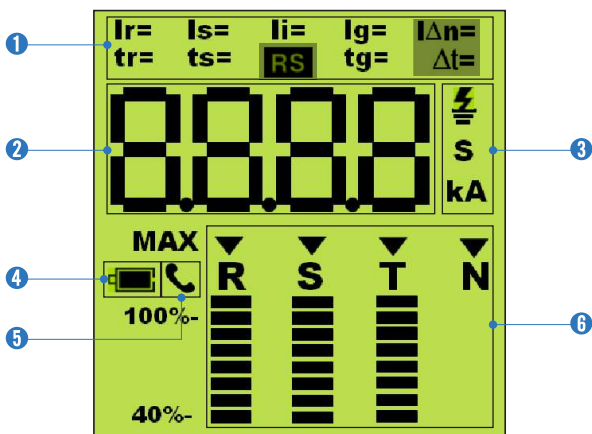 Ir= Is= Ii= Ig= IΔn=
tr= ts= RS tg= Δt=
1
8.8.8.8
2
S
3
kA
MAX
R S T N
4
100%-
5
6
40%-